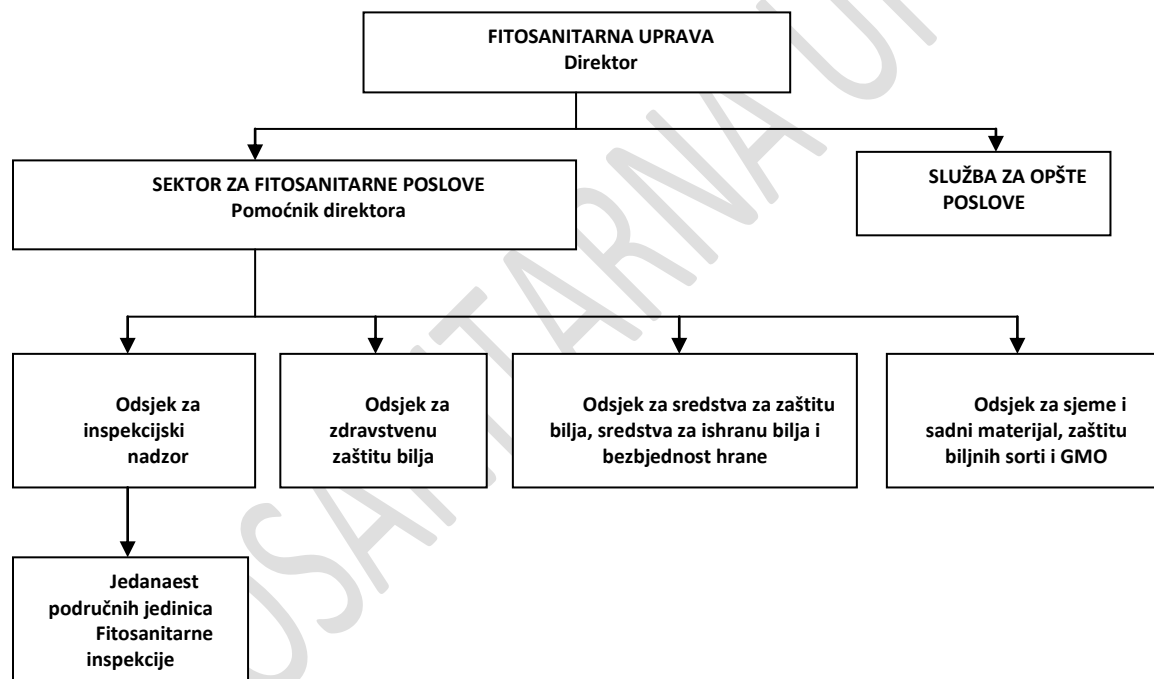 FITOSANITARNA UPRAVA
Direktor
SEKTOR ZA FITOSANITARNE POSLOVE
Pomoćnik direktora
SLUŽBA ZA OPŠTE
POSLOVE
Odsjek za
inspekcijski
nadzor
Odsjek za
zdravstvenu
zaštitu bilja
Odsjek za sredstva za zaštitu
bilja, sredstva za ishranu bilja i
bezbjednost hrane
Odsjek za sjeme i
sadni materijal, zaštitu
biljnih sorti i GMO
Jedanaest
područnih jedinica
Fitosanitarne
inspekcije